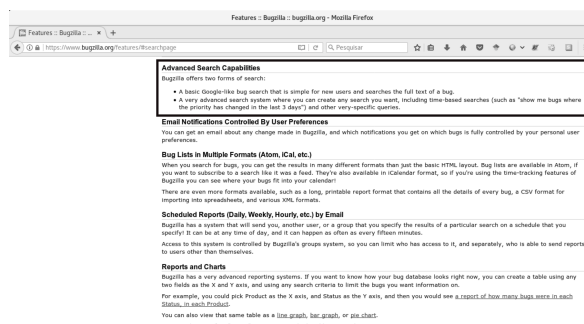 Features :: Bugzilla :: bugzilla.org - Mozilla Firefox
Features :: Bugzilla :: ... × +
https://www.bugzilla.org/features/#searchpage
Pesquisar
Advanced Search Capabilities
Bugzilla offers two forms of search:
• A basic Google-like bug search that is simple for new users and searches the full text of a bug.
• A very advanced search system where you can create any search you want, including time-based searches (such as "show me bugs where
the priority has changed in the last 3 days") and other very-specific queries.
Email Notifications Controlled By User Preferences
You can get an email about any change made in Bugzilla, and which notifications you get on which bugs is fully controlled by your personal user
preferences.
Bug Lists in Multiple Formats (Atom, iCal, etc.)
When you search for bugs, you can get the results in many different formats than just the basic HTML layout. Bug lists are available in Atom, if
you want to subscribe to a search like it was a feed. They're also available in iCalendar format, so if you're using the time-tracking features of
Bugzilla you can see where your bugs fit into your calendar!
There are even more formats available, such as a long, printable report format that contains all the details of every bug, a CSV format for
importing into spreadsheets, and various XML formats.
Scheduled Reports (Daily, Weekly, Hourly, etc.) by Email
Bugzilla has a system that will send you, another user, or a group that you specify the results of a particular search on a schedule that you
specify! It can be at any time of day, and it can happen as often as every fifteen minutes.
Access to this system is controlled by Bugzilla's groups system, so you can limit who has access to it, and separately, who is able to send reports
to users other than themselves.
Reports and Charts
Bugzilla has a very advanced reporting systems. If you want to know how your bug database looks right now, you can create a table using any
two fields as the X and Y axis, and using any search criteria to limit the bugs you want information on.
For example, you could pick Product as the X axis, and Status as the Y axis, and then you would see a report of how many bugs were in each
Status, in each Product.
You can also view that same table as a line graph, bar graph, or pie chart.